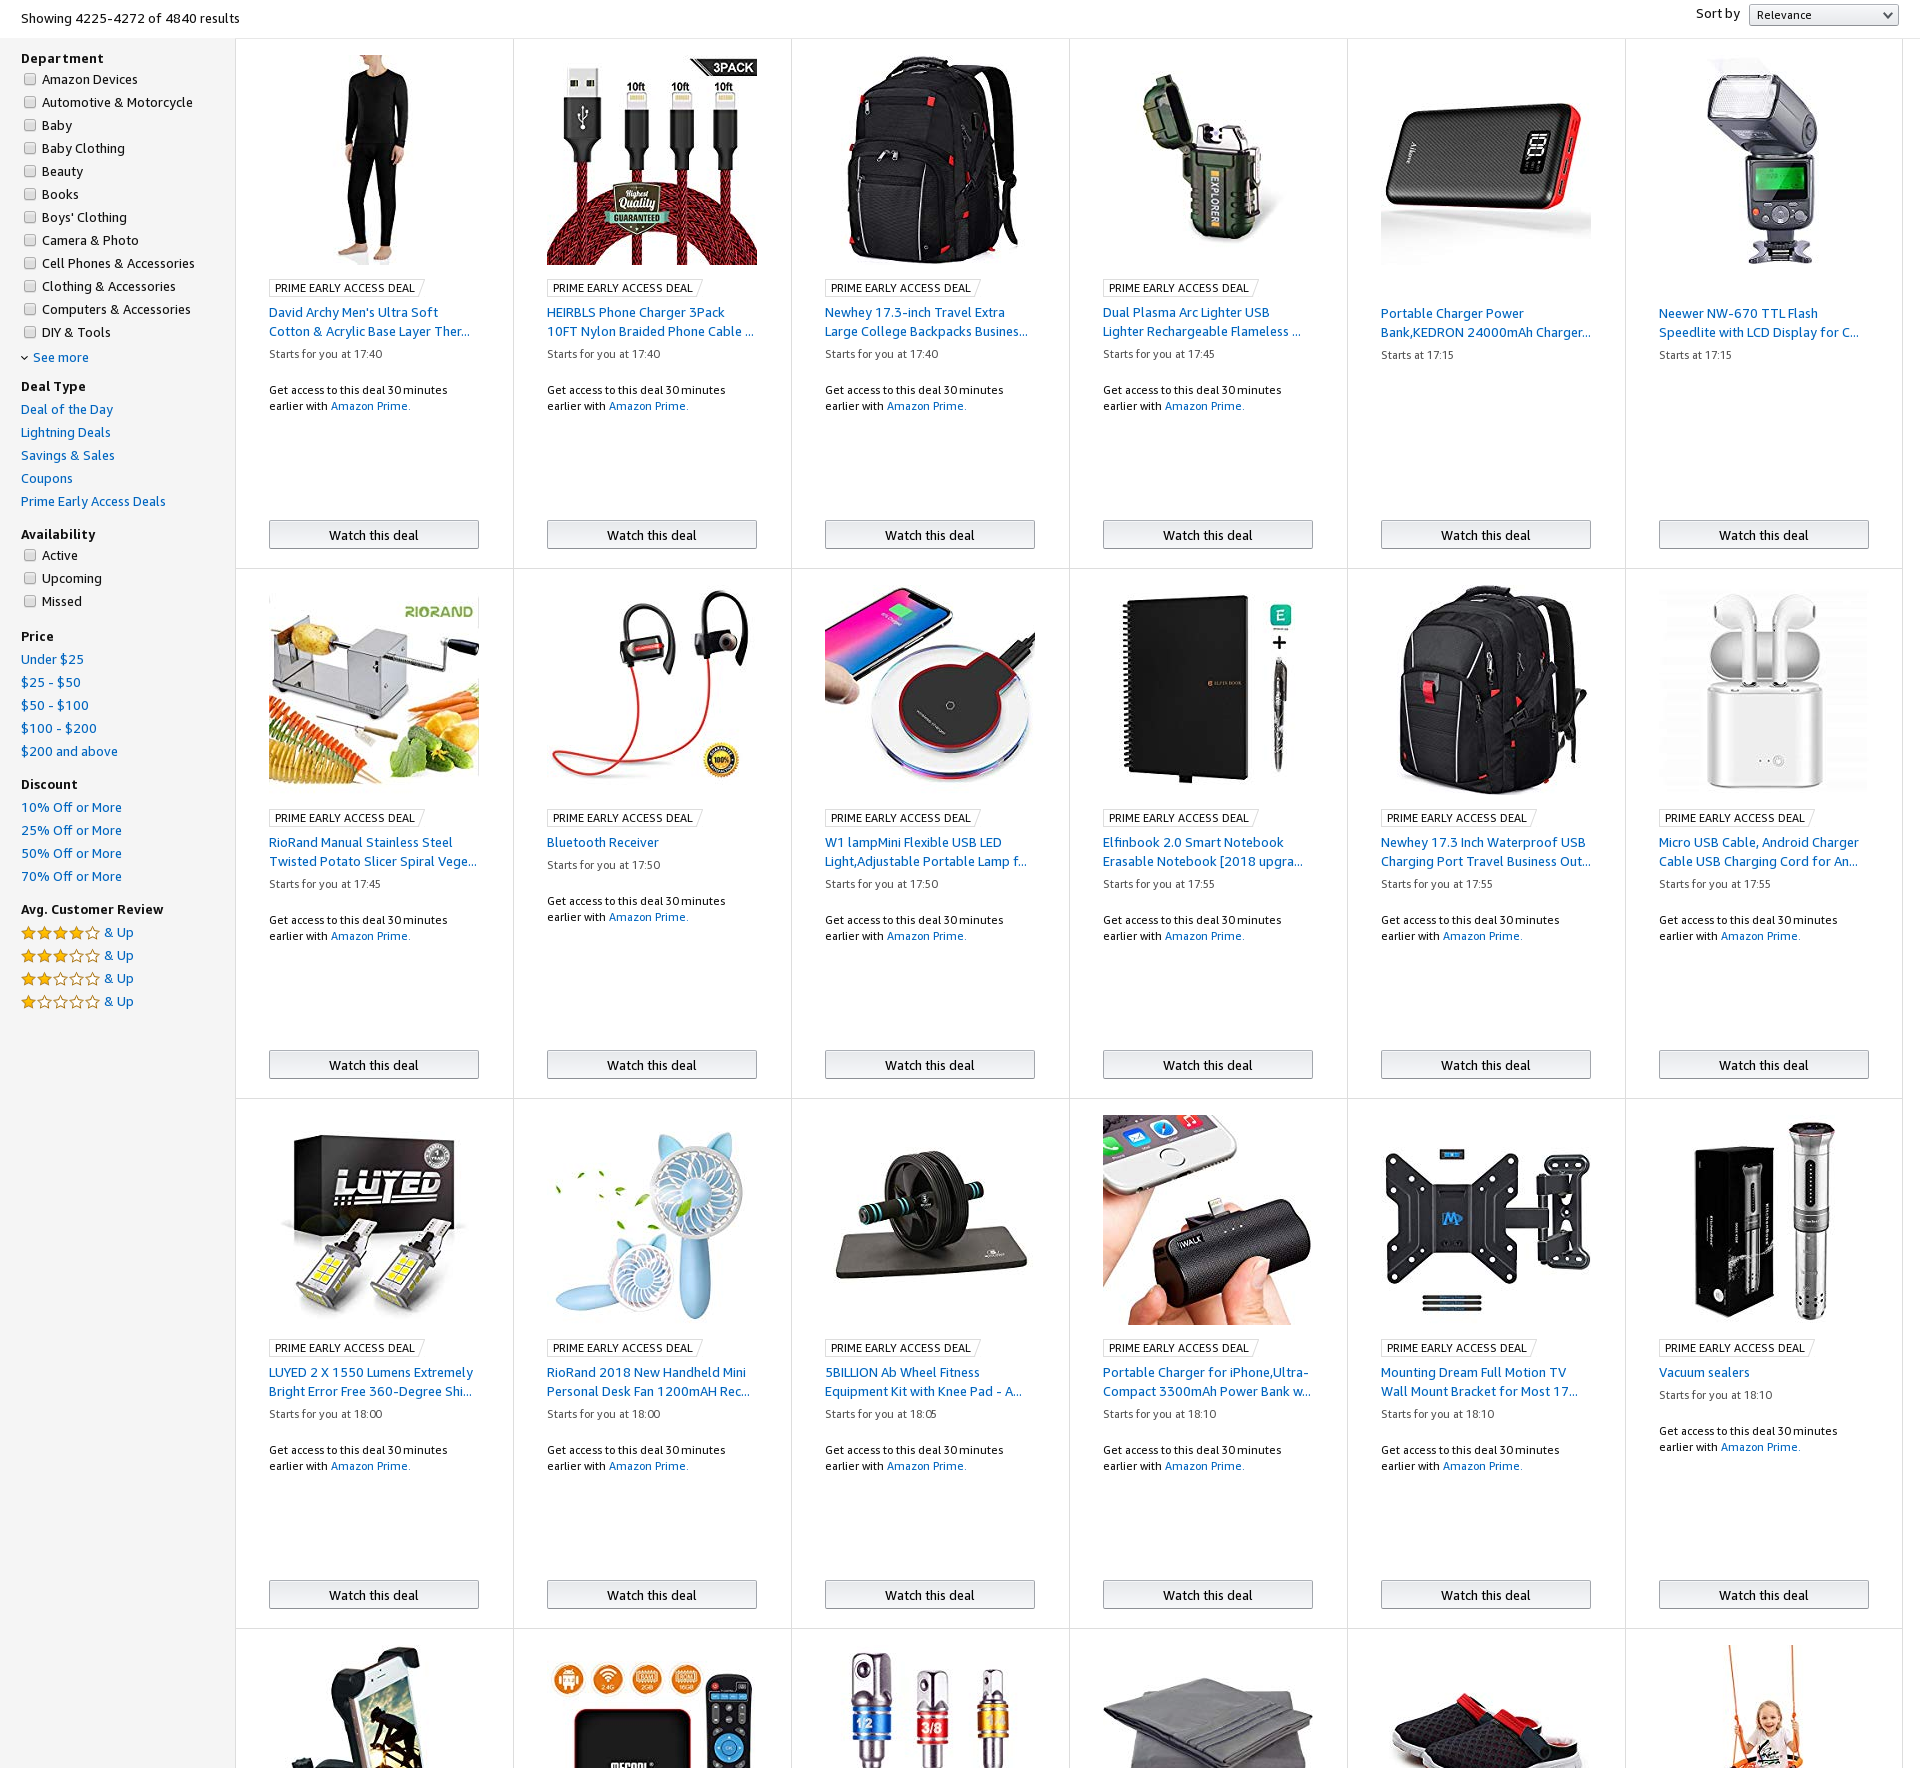 Showing 4225-4272 of 4840 results
Sort by
Relevance
Department
Amazon Devices
Automotive & Motorcycle
Baby
Baby Clothing
Beauty
Books
Boys' Clothing
Camera & Photo
Cell Phones & Accessories
Clothing & Accessories
Computers & Accessories
DIY & Tools
See more
Deal Type
Deal of the Day
Lightning Deals
Savings & Sales
Coupons
Prime Early Access Deals
Availability
Active
Upcoming
Missed
Price
Under $25
$25 - $50
$50 - $100
$100 - $200
$200 and above
Discount
10% Off or More
25% Off or More
50% Off or More
70% Off or More
Avg. Customer Review
& Up
& Up
& Up
& Up
PRIME EARLY ACCESS DEAL
David Archy Men's Ultra Soft
Cotton & Acrylic Base Layer Ther...
Starts for you at 17:40
Get access to this deal 30 minutes
earlier with Amazon Prime.
Watch this deal
3PACK
10ft 10ft 10ft
Highest
Quality
GUARANTEED
PRIME EARLY ACCESS DEAL
HEIRBLS Phone Charger 3Pack
10FT Nylon Braided Phone Cable ...
Starts for you at 17:40
Get access to this deal 30 minutes
earlier with Amazon Prime.
Watch this deal
PRIME EARLY ACCESS DEAL
Newhey 17.3-inch Travel Extra
Large College Backpacks Busines...
Starts for you at 17:40
Get access to this deal 30 minutes
earlier with Amazon Prime.
Watch this deal
EXPLORER
PRIME EARLY ACCESS DEAL
Dual Plasma Arc Lighter USB
Lighter Rechargeable Flameless ...
Starts for you at 17:45
Get access to this deal 30 minutes
earlier with Amazon Prime.
Watch this deal
100
Portable Charger Power
Bank,KEDRON 24000mAh Charger...
Starts at 17:15
Watch this deal
Neewer NW-670 TTL Flash
Speedlite with LCD Display for C...
Starts at 17:15
Watch this deal
RIORAND
PRIME EARLY ACCESS DEAL
RioRand Manual Stainless Steel
Twisted Potato Slicer Spiral Vege...
Starts for you at 17:45
Get access to this deal 30 minutes
earlier with Amazon Prime.
Watch this deal
100%
PRIME EARLY ACCESS DEAL
Bluetooth Receiver
Starts for you at 17:50
Get access to this deal 30 minutes
earlier with Amazon Prime.
Watch this deal
PRIME EARLY ACCESS DEAL
W1 lampMini Flexible USB LED
Light,Adjustable Portable Lamp f...
Starts for you at 17:50
Get access to this deal 30 minutes
earlier with Amazon Prime.
Watch this deal
E
+
ELFIN BOOK
PRIME EARLY ACCESS DEAL
Elfinbook 2.0 Smart Notebook
Erasable Notebook [2018 upgra...
Starts for you at 17:55
Get access to this deal 30 minutes
earlier with Amazon Prime.
Watch this deal
PRIME EARLY ACCESS DEAL
Newhey 17.3 Inch Waterproof USB
Charging Port Travel Business Out...
Starts for you at 17:55
Get access to this deal 30 minutes
earlier with Amazon Prime.
Watch this deal
PRIME EARLY ACCESS DEAL
Micro USB Cable, Android Charger
Cable USB Charging Cord for An...
Starts for you at 17:55
Get access to this deal 30 minutes
earlier with Amazon Prime.
Watch this deal
LUYED
PRIME EARLY ACCESS DEAL
LUYED 2 X 1550 Lumens Extremely
Bright Error Free 360-Degree Shi...
Starts for you at 18:00
Get access to this deal 30 minutes
earlier with Amazon Prime.
Watch this deal
PRIME EARLY ACCESS DEAL
RioRand 2018 New Handheld Mini
Personal Desk Fan 1200mAH Rec...
Starts for you at 18:00
Get access to this deal 30 minutes
earlier with Amazon Prime.
Watch this deal
PRIME EARLY ACCESS DEAL
5BILLION Ab Wheel Fitness
Equipment Kit with Knee Pad - A...
Starts for you at 18:05
Get access to this deal 30 minutes
earlier with Amazon Prime.
Watch this deal
iWALK
PRIME EARLY ACCESS DEAL
Portable Charger for iPhone,Ultra-
Compact 3300mAh Power Bank w...
Starts for you at 18:10
Get access to this deal 30 minutes
earlier with Amazon Prime.
Watch this deal
PRIME EARLY ACCESS DEAL
Mounting Dream Full Motion TV
Wall Mount Bracket for Most 17...
Starts for you at 18:10
Get access to this deal 30 minutes
earlier with Amazon Prime.
Watch this deal
PRIME EARLY ACCESS DEAL
Vacuum sealers
Starts for you at 18:10
Get access to this deal 30 minutes
earlier with Amazon Prime.
Watch this deal
2.4G
2GB
16GB
1/2
3/8